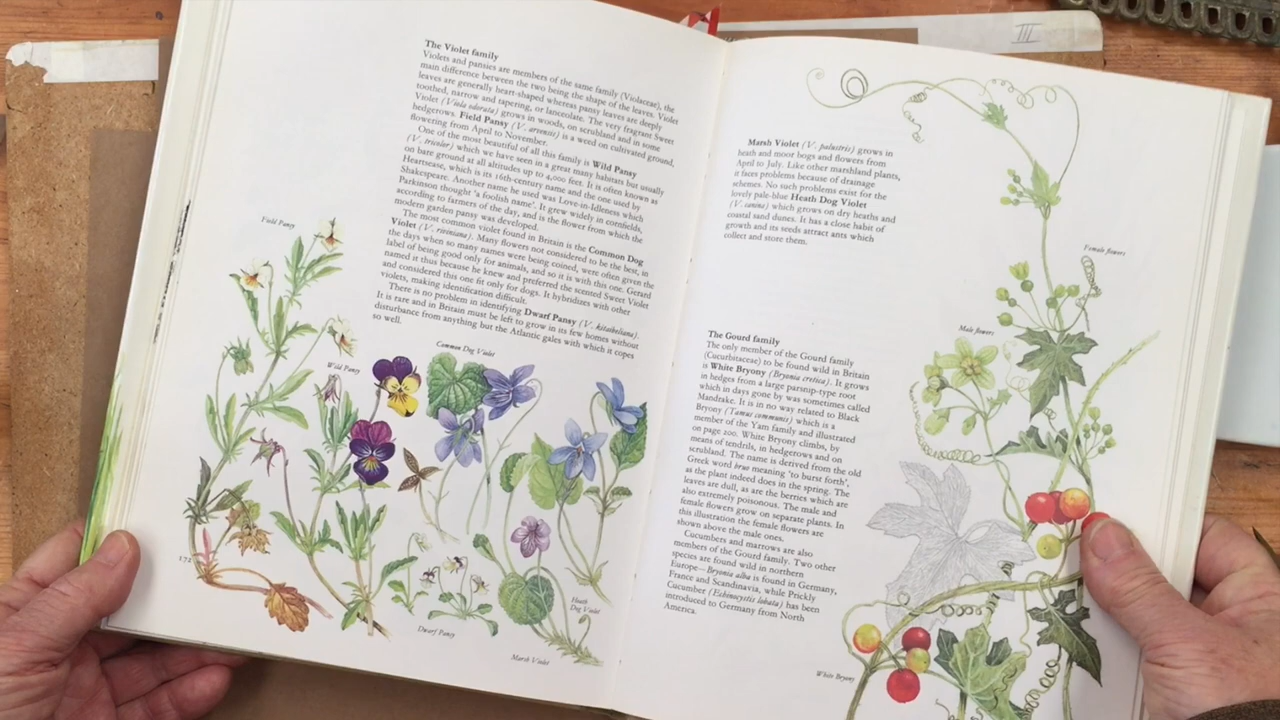 The Violet family
Violets and pansies are members of the same family (Violaceae), the
main difference between the two being the shape of the leaves. Violet
leaves are generally heart-shaped whereas pansy leaves are deeply
toothed, narrow and tapering, or lanceolate. The very fragrant Sweet
Violet (Viola odorata) grows in woods, on scrubland and in some
hedgerows. Field Pansy (V. arvensis) is a weed on cultivated ground,
flowering from April to November.
One of the most beautiful of all this family is Wild Pansy
(V. tricolor) which we have seen in a great many habitats but usually
on bare ground at all altitudes up to 4,000 feet. It is often known as
Heartsease, which is its 16th-century name and the one used by
Shakespeare. Another name he used was Love-in-Idleness which
Parkinson thought 'a foolish name'. It grew widely in cornfields,
according to farmers of the day, and is the flower from which the
modern garden pansy was developed.
The most common violet found in Britain is the Common Dog
Violet (V. riviniana). Many flowers not considered to be the best, in
the days when so many names were being coined, were often given the
label of being good only for animals, and so it is with this one. Gerard
named it thus because he knew and preferred the scented Sweet Violet
and considered this one fit only for dogs. It hybridizes with other
violets, making identification difficult.
There is no problem in identifying Dwarf Pansy (V. kitaibeliana).
It is rare and in Britain must be left to grow in its few homes without
disturbance from anything but the Atlantic gales with which it copes
so well.
Field Pansy
Wild Pansy
Common Dog Violet
Heath
Dog Violet
Dwarf Pansy
Marsh Violet
172
III
Marsh Violet (V. palustris) grows in
heath and moor bogs and flowers from
April to July. Like other marshland plants,
it faces problems because of drainage
schemes. No such problems exist for the
lovely pale-blue Heath Dog Violet
(V. canina) which grows on dry heaths and
coastal sand dunes. It has a close habit of
growth and its seeds attract ants which
collect and store them.
Female flowers
Male flowers
The Gourd family
The only member of the Gourd family
(Cucurbitaceae) to be found wild in Britain
is White Bryony (Bryonia cretica). It grows
in hedges from a large parsnip-type root
which in days gone by was sometimes called
Mandrake. It is in no way related to Black
Bryony (Tamus communis) which is a
member of the Yam family and illustrated
on page 200. White Bryony climbs, by
means of tendrils, in hedgerows and on
scrubland. The name is derived from the old
Greek word bruo meaning 'to burst forth',
as the plant indeed does in the spring. The
leaves are dull, as are the berries which are
also extremely poisonous. The male and
female flowers grow on separate plants. In
this illustration the female flowers are
shown above the male ones.
Cucumbers and marrows are also
members of the Gourd family. Two other
species are found wild in northern
Europe—Bryonia alba is found in Germany,
France and Scandinavia, while Prickly
Cucumber (Echinocystis lobata) has been
introduced to Germany from North
America.
White Bryony